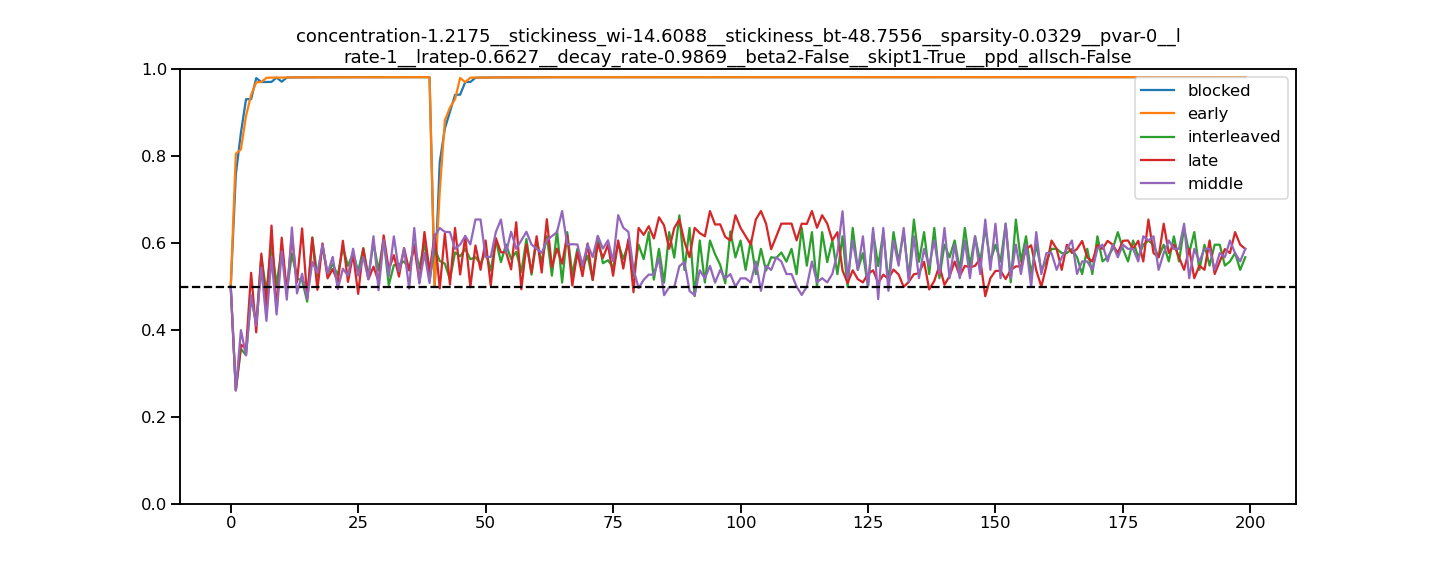 concentration-1.2175__stickiness_wi-14.6088__stickiness_bt-48.7556__sparsity-0.0329__pvar-0__l
rate-1__lratep-0.6627__decay_rate-0.9869__beta2-False__skipt1-True__ppd_allsch-False
1.0
0.8
0.6
0.4
0.2
0.0
blocked
early
interleaved
late
middle
0 25 50 75 100 125 150 175 200